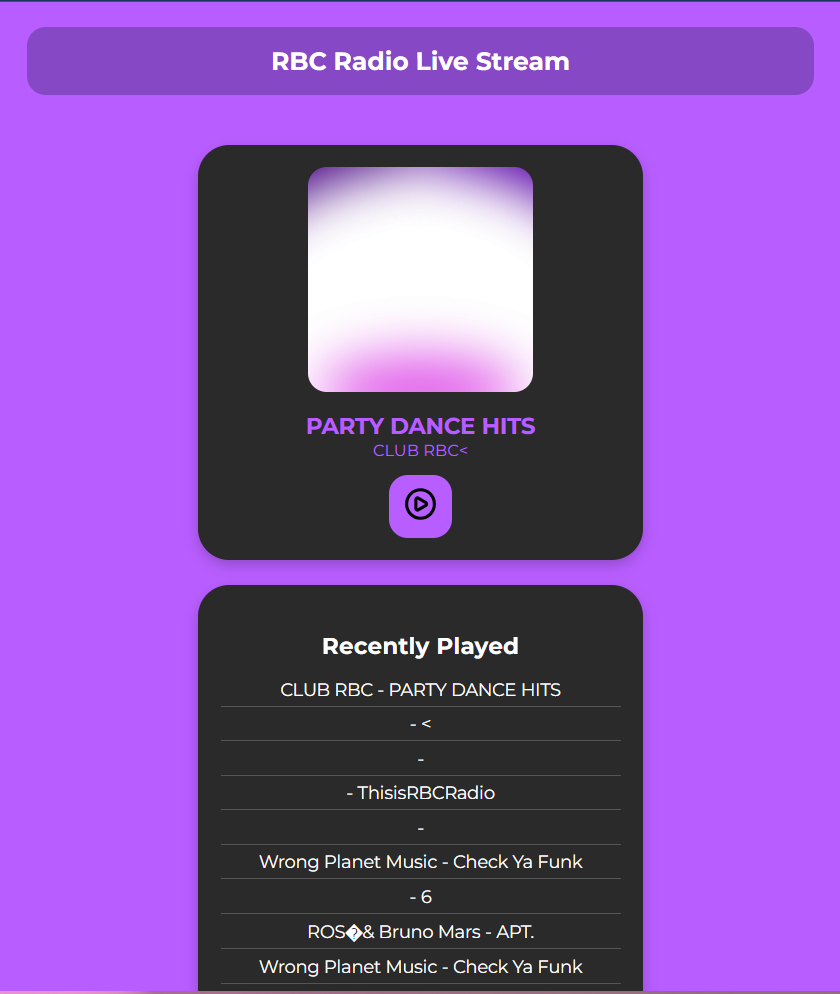 RBC Radio Live Stream
PARTY DANCE HITS
CLUB RBC<
Recently Played
CLUB RBC - PARTY DANCE HITS
- <
-
- ThisisRBCRadio
-
Wrong Planet Music - Check Ya Funk
- 6
ROS�& Bruno Mars - APT.
Wrong Planet Music - Check Ya Funk